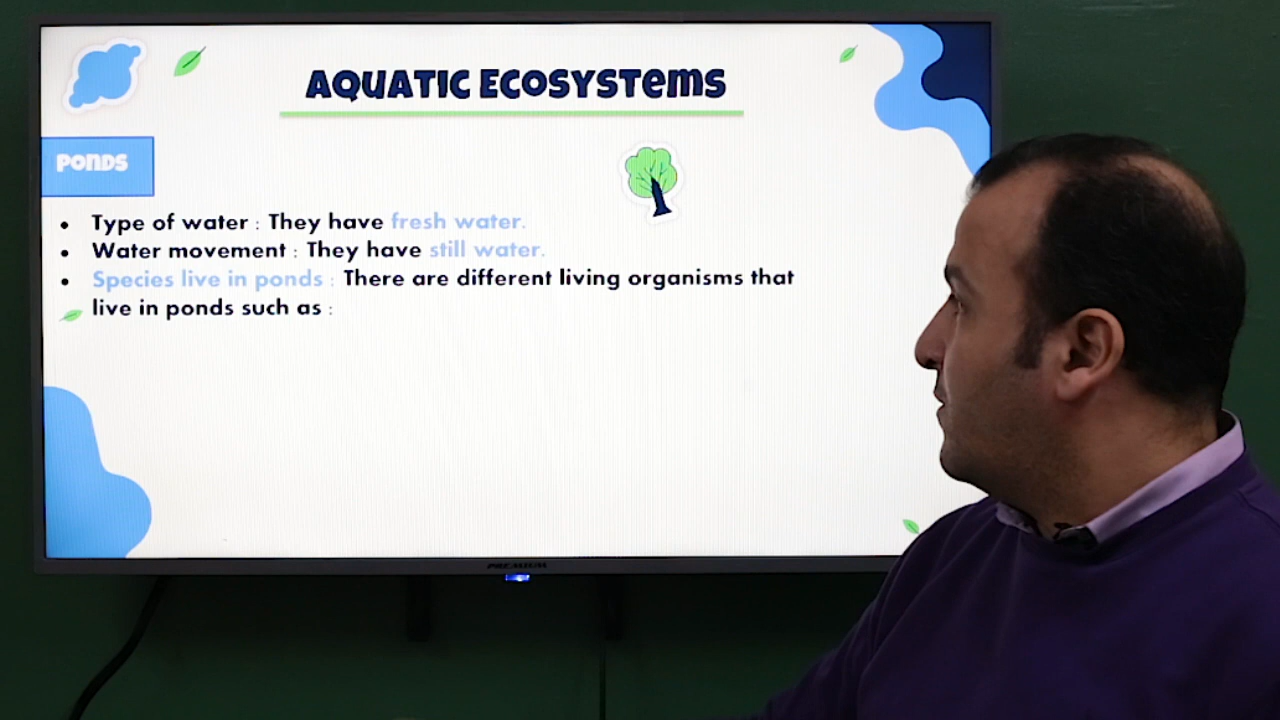 AQUATIC ECOSYSTEMS
PONDS
• Type of water : They have fresh water.
• Water movement : They have still water.
• Species live in ponds : There are different living organisms that
live in ponds such as :
PREMIUM